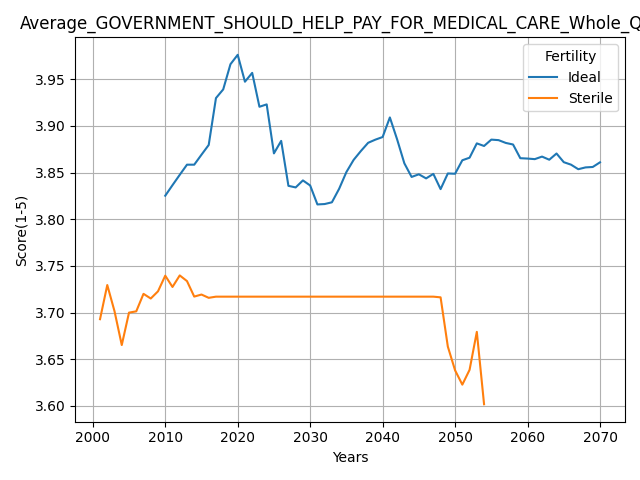 Average_GOVERNMENT_SHOULD_HELP_PAY_FOR_MEDICAL_CARE_Whole_Q
Fertility
Ideal
Sterile
3.95
3.90
3.85
3.80
3.75
3.70
3.65
3.60
Score(1-5)
2000 2010 2020 2030 2040 2050 2060 2070
Years